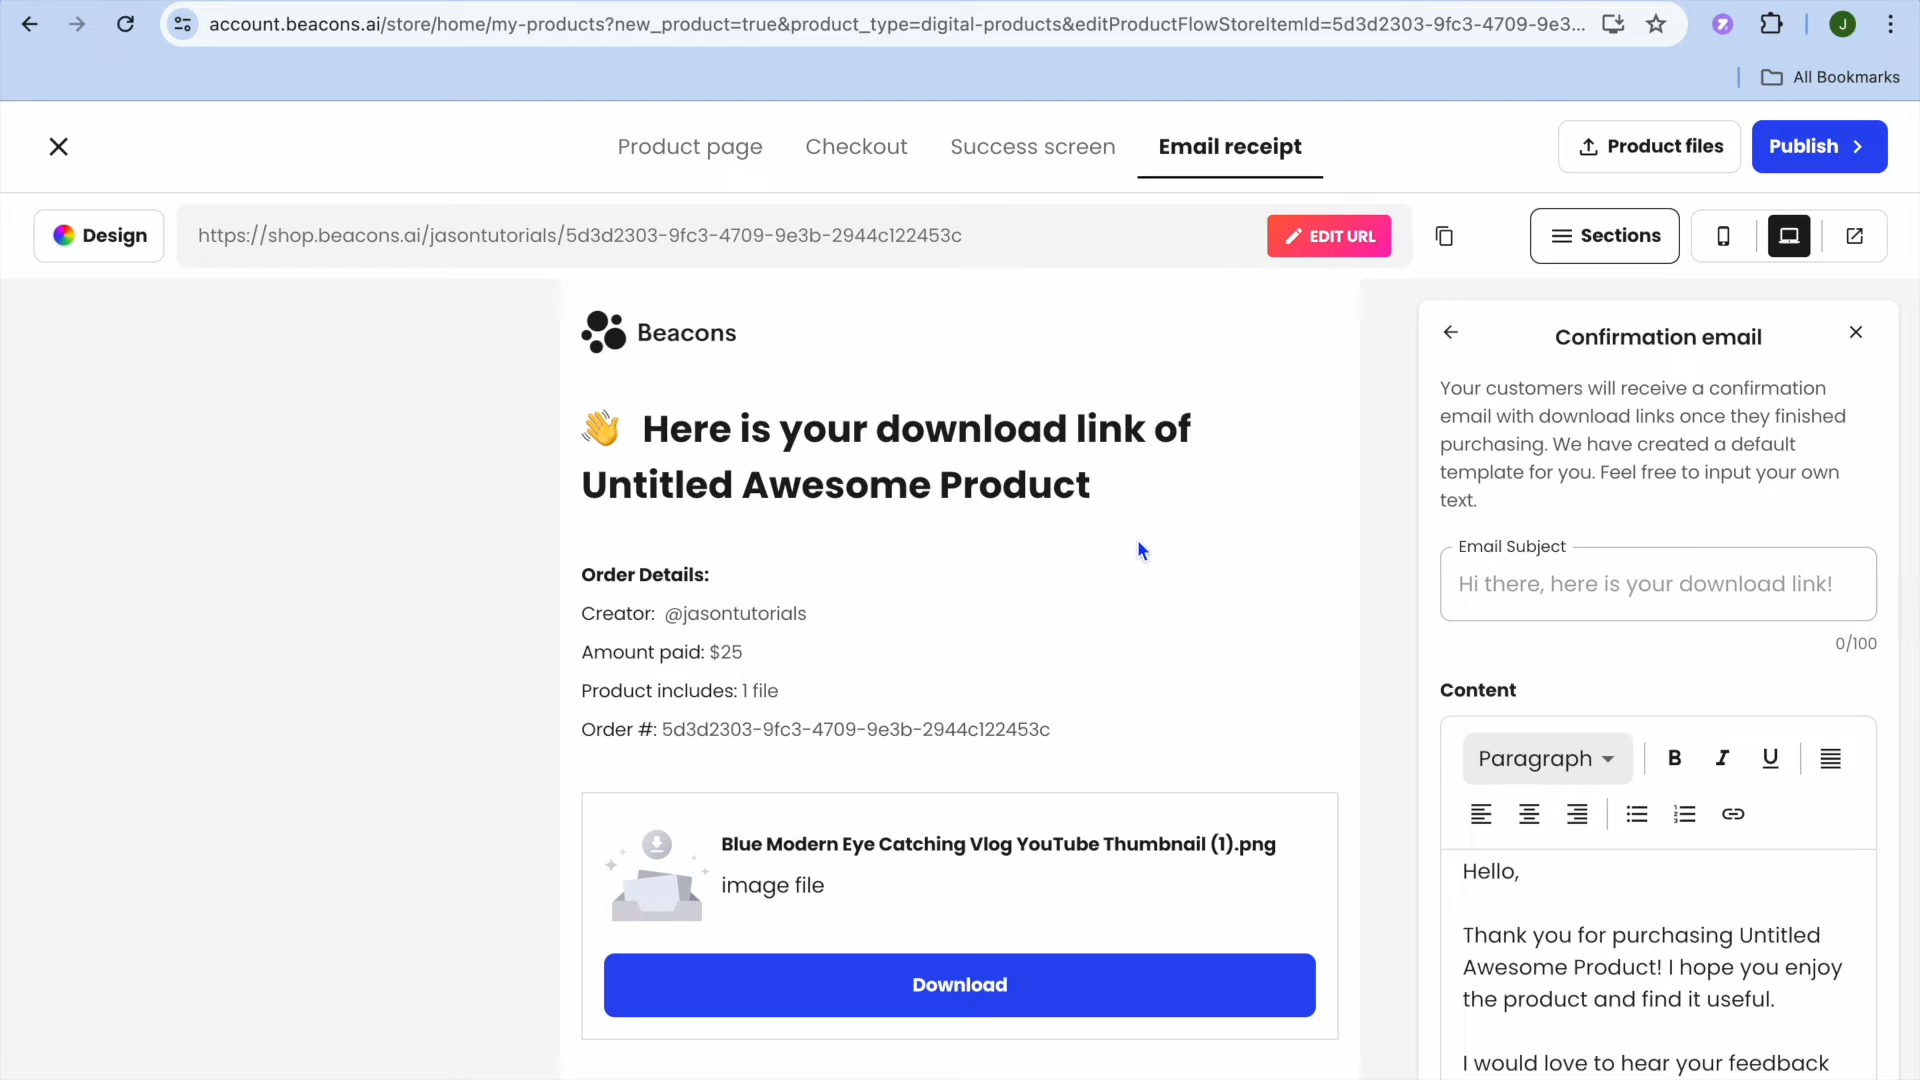 account.beacons.ai/store/home/my-products?new_product=true&product_type=digital-products&editProductFlowStoreItemId=5d3d2303-9fc3-4709-9e3...
J
All Bookmarks
Product page
Checkout
Success screen
Email receipt
Product files
Publish
Design
https://shop.beacons.ai/jasontutorials/5d3d2303-9fc3-4709-9e3b-2944c122453c
EDIT URL
Sections
Beacons
👋 Here is your download link of
Untitled Awesome Product
Order Details:
Creator: @jasontutorials
Amount paid: $25
Product includes: 1 file
Order #: 5d3d2303-9fc3-4709-9e3b-2944c122453c
Blue Modern Eye Catching Vlog YouTube Thumbnail (1).png
image file
Download
Confirmation email
Your customers will receive a confirmation
email with download links once they finished
purchasing. We have created a default
template for you. Feel free to input your own
text.
Email Subject
Hi there, here is your download link!
0/100
Content
Paragraph
B
I
U
Hello,
Thank you for purchasing Untitled
Awesome Product! I hope you enjoy
the product and find it useful.
I would love to hear your feedback